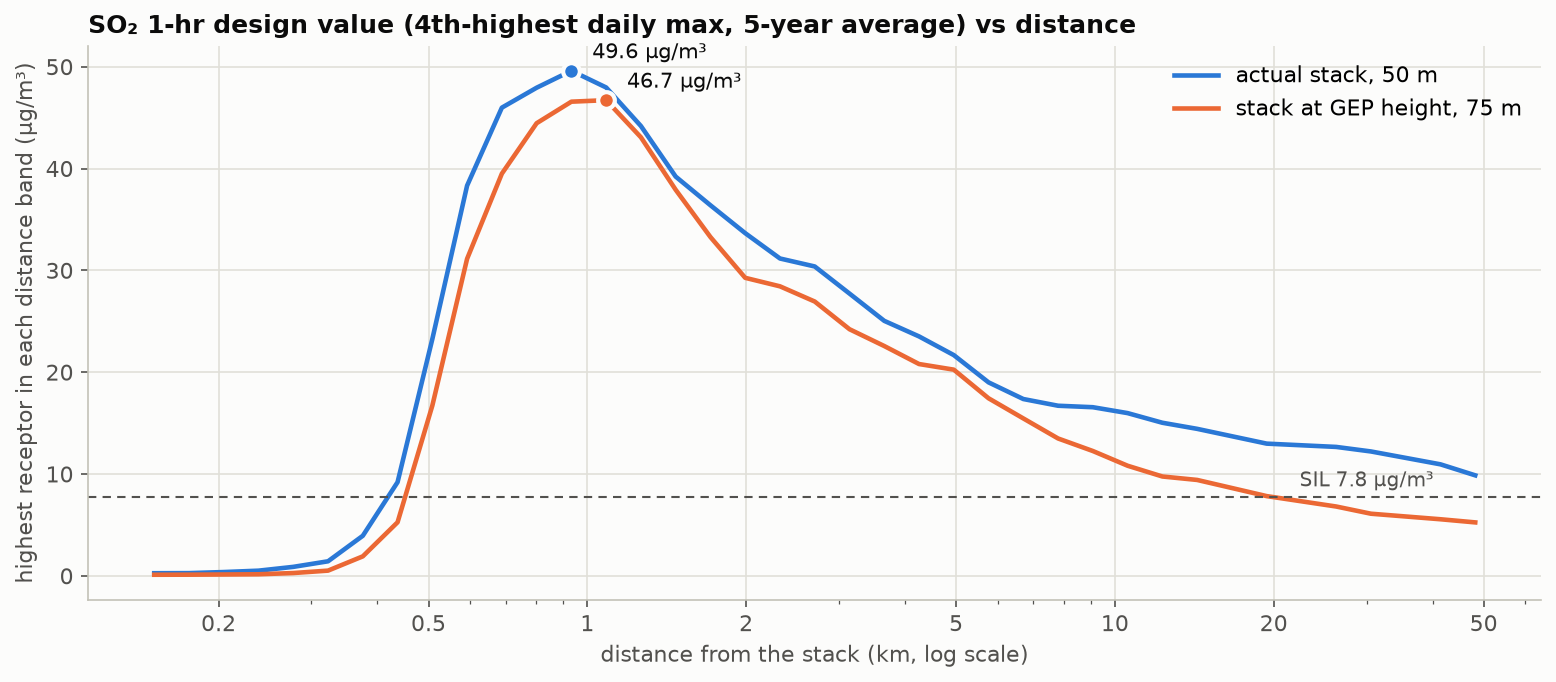 SO₂ 1-hr design value (4th-highest daily max, 5-year average) vs distance
49.6 µg/m³
46.7 µg/m³
actual stack, 50 m
stack at GEP height, 75 m
SIL 7.8 µg/m³
highest receptor in each distance band (µg/m³)
50
40
30
20
10
0
0.2
0.5
1
2
5
10
20
50
distance from the stack (km, log scale)